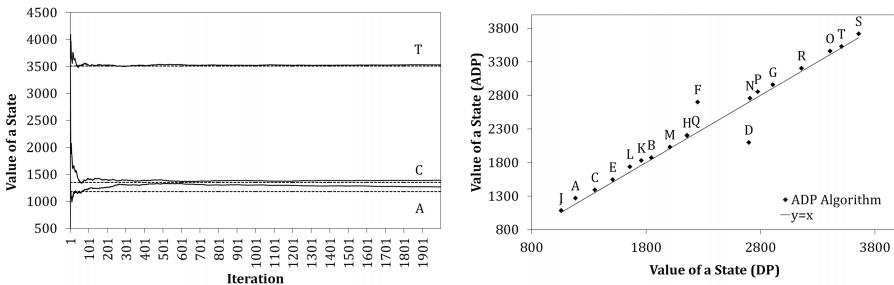 4500
4000
3500
3000
2500
2000
1500
1000
500
Value of a State
T
C
A
1
101
201
301
401
501
601
701
801
901
1001
1101
1201
1301
1401
1501
1601
1701
1801
1901
Iteration
3800
3300
2800
2300
1800
1300
800
Value of a State (ADP)
S
O T
R
G
P
N
F
D
H Q
M
B
K
L
E
C
A
J
ADP Algorithm
y=x
800 1800 2800 3800
Value of a State (DP)